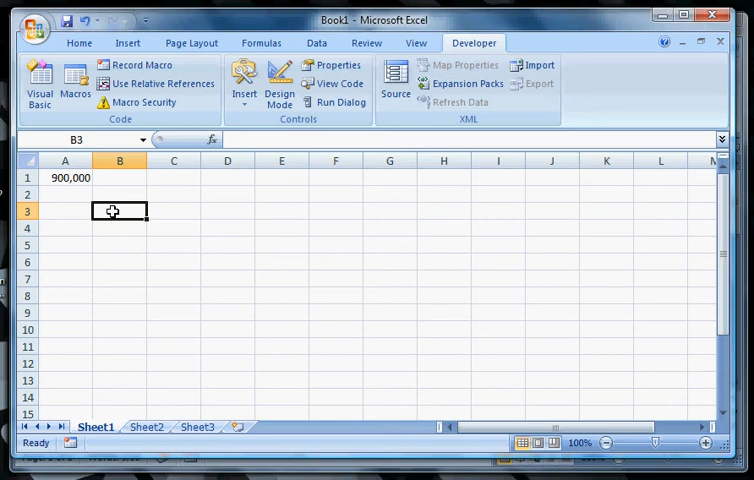 Book1 - Microsoft Excel
Home Insert Page Layout Formulas Data Review View Developer
Visual Basic
Macros
Record Macro
Use Relative References
Macro Security
Code
Insert
Design Mode
Properties
View Code
Run Dialog
Controls
Source
Map Properties
Expansion Packs
Refresh Data
Import
Export
XML
B3 fx
A B C D E F G H I J K L M
1 900,000
2
3
4
5
6
7
8
9
10
11
12
13
14
15
Sheet1 Sheet2 Sheet3
Ready 100%